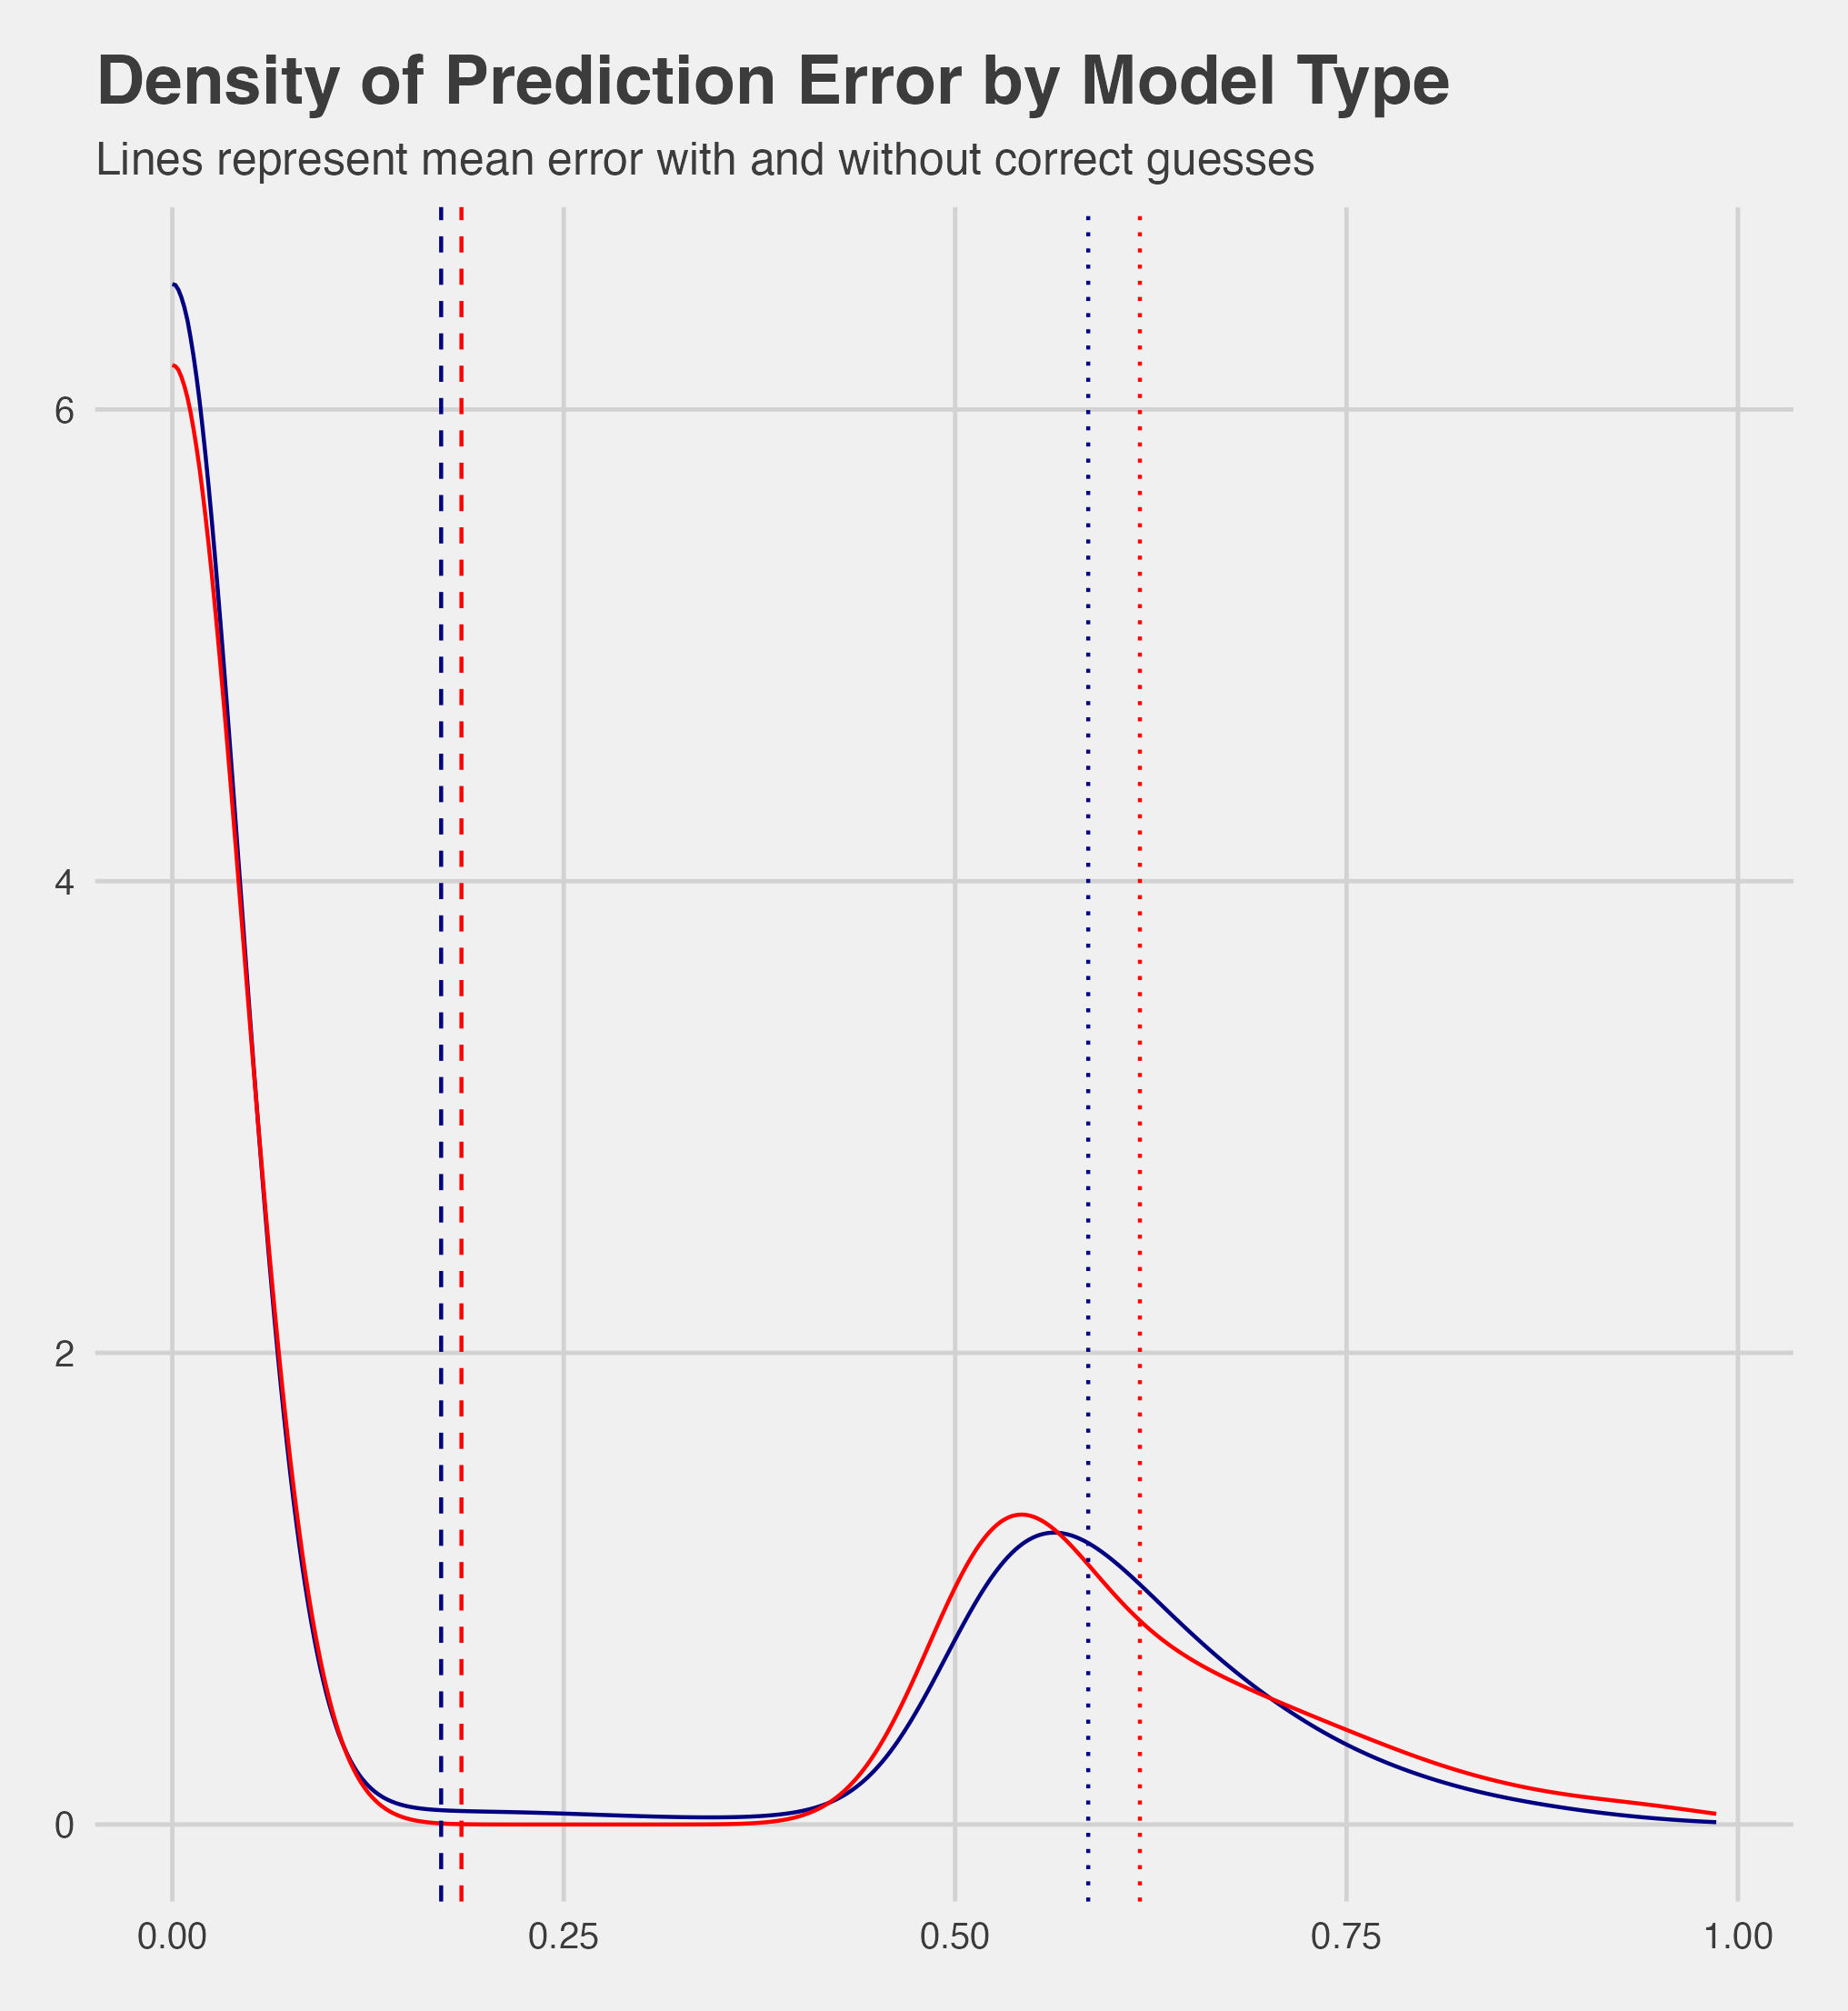 Density of Prediction Error by Model Type
Lines represent mean error with and without correct guesses
6
4
2
0
0.00 0.25 0.50 0.75 1.00